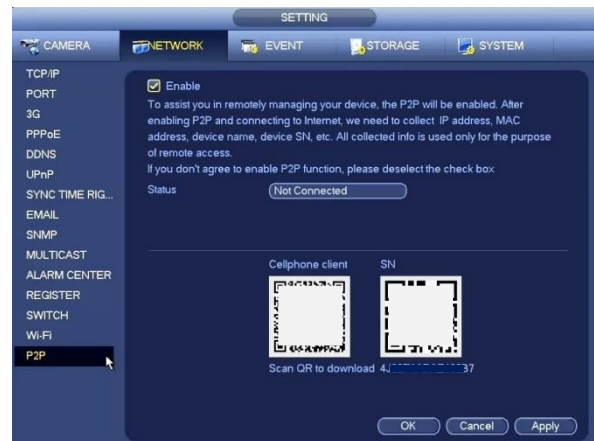 SETTING
CAMERA
NETWORK
EVENT
STORAGE
SYSTEM
TCP/IP
PORT
3G
PPPoE
DDNS
UPnP
SYNC TIME RIG...
EMAIL
SNMP
MULTICAST
ALARM CENTER
REGISTER
SWITCH
Wi-Fi
P2P
Enable
To assist you in remotely managing your device, the P2P will be enabled. After
enabling P2P and connecting to Internet, we need to collect IP address, MAC
address, device name, device SN, etc. All collected info is used only for the purpose
of remote access.
If you don't agree to enable P2P function, please deselect the check box
Status
Not Connected
Cellphone client
SN
Scan QR to download
OK
Cancel
Apply